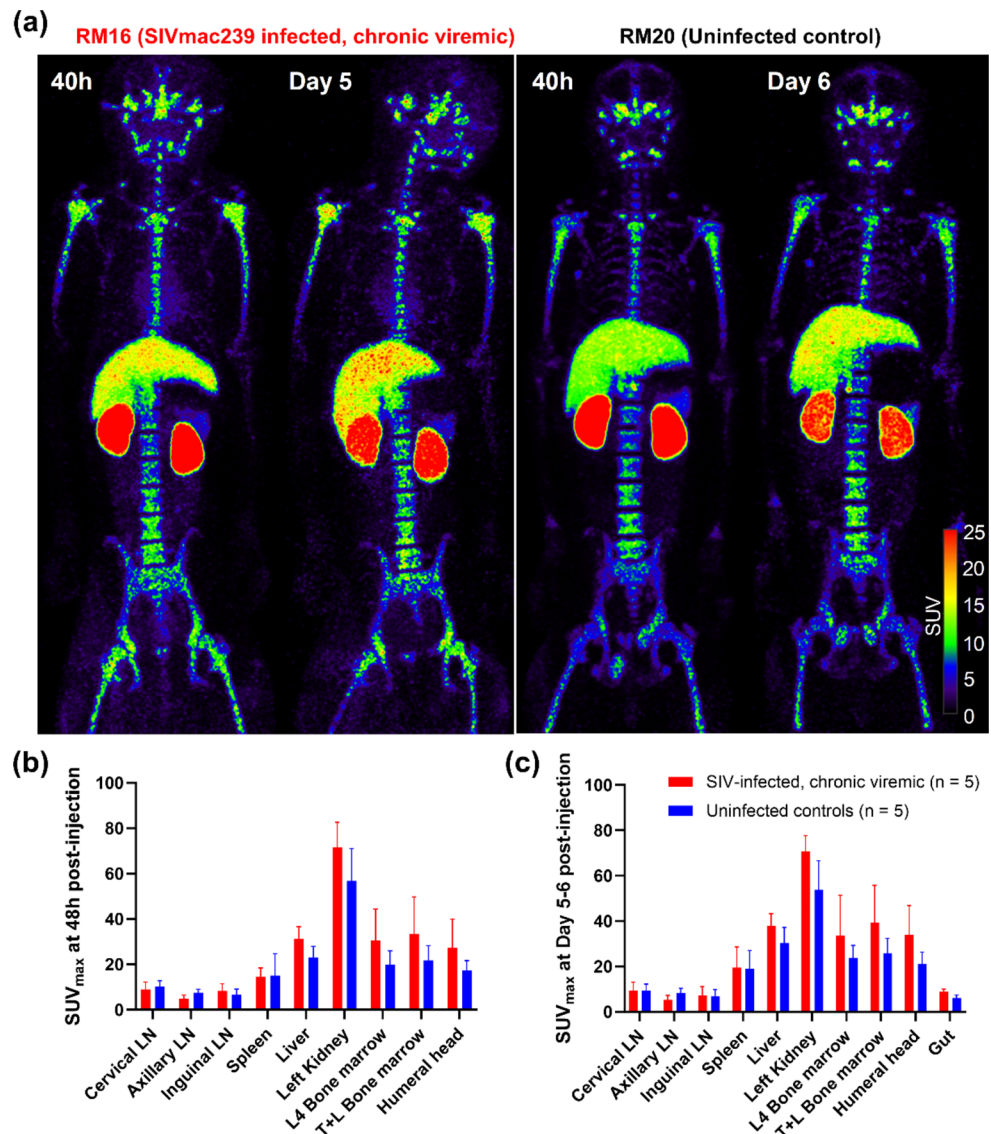 (a)
RM16 (SIVmac239 infected, chronic viremic)
RM20 (Uninfected control)
40h
Day 5
40h
Day 6
25
20
15
10
5
0
SUV
(b)
100
80
60
40
20
0
SUVmax at 48h post-injection
Cervical LN
Axillary LN
Inguinal LN
Spleen
Liver
Left Kidney
L4 Bone marrow
T+L Bone marrow
Humeral head
(c)
SIV-infected, chronic viremic (n = 5)
Uninfected controls (n = 5)
100
80
60
40
20
0
SUVmax at Day 5-6 post-injection
Cervical LN
Axillary LN
Inguinal LN
Spleen
Liver
Left Kidney
L4 Bone marrow
T+L Bone marrow
Humeral head
Gut